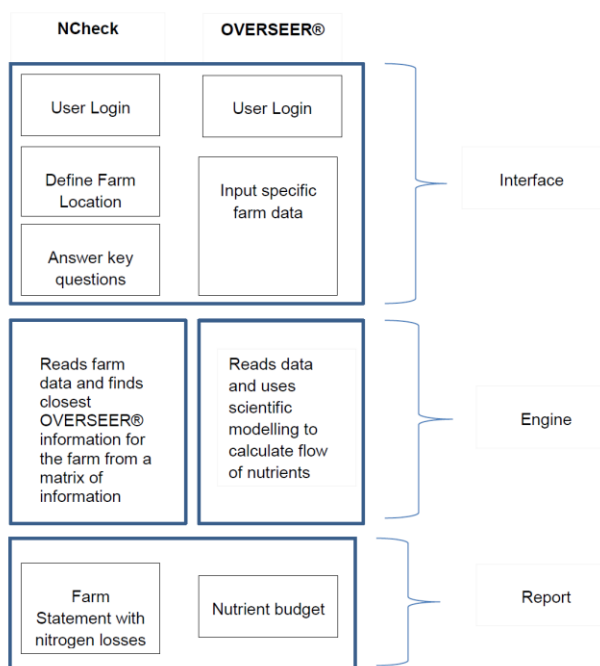 NCheck
OVERSEER®
User Login
User Login
Define Farm
Location
Input specific
farm data
Answer key
questions
Interface
Reads farm
data and finds
closest
OVERSEER®
information for
the farm from a
matrix of
information
Reads data
and uses
scientific
modelling to
calculate flow
of nutrients
Engine
Farm
Statement with
nitrogen losses
Nutrient budget
Report